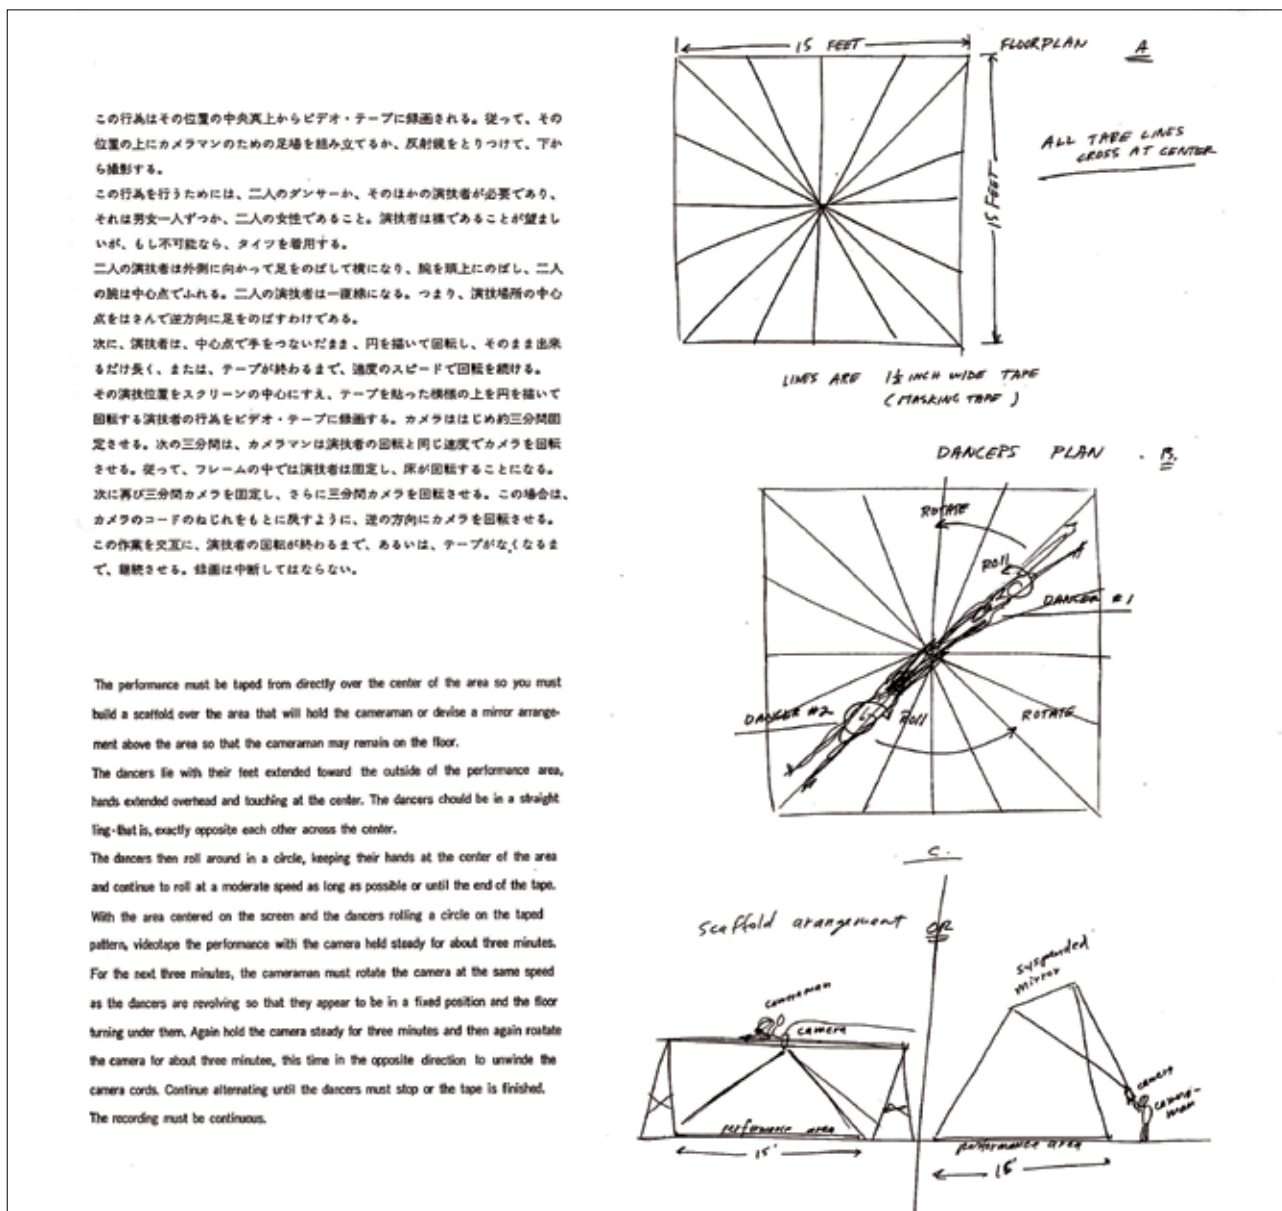 この行為はその位置の中央真上からビデオ・テープに録画される。従って、その
位置の上にカメラマンのための足場を組み立てるか、反射鏡をとりつけて、下か
ら撮影する。
この行為を行うためには、二人のダンサーか、そのほかの演技者が必要であり、
それは男女一人ずつか、二人の女性であること。演技者は裸であることが望まし
いが、もし不可能なら、タイツを着用する。
二人の演技者は外側に向かって足をのばして横になり、腕を頭上にのばし、二人
の腕は中心点でふれる。二人の演技者は一直線になる。つまり、演技場所の中心
点をはさんで逆方向に足をのばすわけである。
次に、演技者は、中心点で手をつないだまま、円を描いて回転し、そのまま出来
るだけ長く、または、テープが終わるまで、適度のスピードで回転を続ける。
その演技位置をスクリーンの中心にすえ、テープを貼った模様の上を円を描いて
回転する演技者の行為をビデオ・テープに録画する。カメラははじめ約三分間固
定させる。次の三分間は、カメラマンは演技者の回転と同じ速度でカメラを回転
させる。従って、フレームの中では演技者は固定し、床が回転することになる。
次に再び三分間カメラを固定し、さらに三分間カメラを回転させる。この場合は、
カメラのコードのねじれをもとに戻すように、逆の方向にカメラを回転させる。
この作業を交互に、演技者の回転が終わるまで、あるいは、テープがなくなるま
で、継続させる。録画は中断してはならない。
The performance must be taped from directly over the center of the area so you must
build a scaffold over the area that will hold the cameraman or devise a mirror arrange-
ment above the area so that the cameraman may remain on the floor.
The dancers lie with their feet extended toward the outside of the performance area,
hands extended overhead and touching at the center. The dancers chould be in a straight
ling-that is, exactly opposite each other across the center.
The dancers then roll around in a circle, keeping their hands at the center of the area
and continue to roll at a moderate speed as long as possible or until the end of the tape.
With the area centered on the screen and the dancers rolling a circle on the taped
pattern, videotape the performance with the camera held steady for about three minutes.
For the next three minutes, the cameraman must rotate the camera at the same speed
as the dancers are revolving so that they appear to be in a fixed position and the floor
turning under them. Again hold the camera steady for three minutes and then again roatate
the camera for about three minutee, this time in the opposite direction to unwinde the
camera cords. Continue alternating until the dancers must stop or the tape is finished.
The recording must be continuous.
15 FEET
FLOORPLAN A
ALL TAPE LINES
CROSS AT CENTER
15 FEET
LINES ARE 1½ INCH WIDE TAPE
(MASKING TAPE)
DANCERS PLAN . B.
ROTATE
ROLL
DANCER #1
DANCER #2
ROLL
ROTATE
C.
scaffold arangement OR
suspended
mirror
cameraman
camera
camera
camera-
man
performance area
15'
performance area
15'